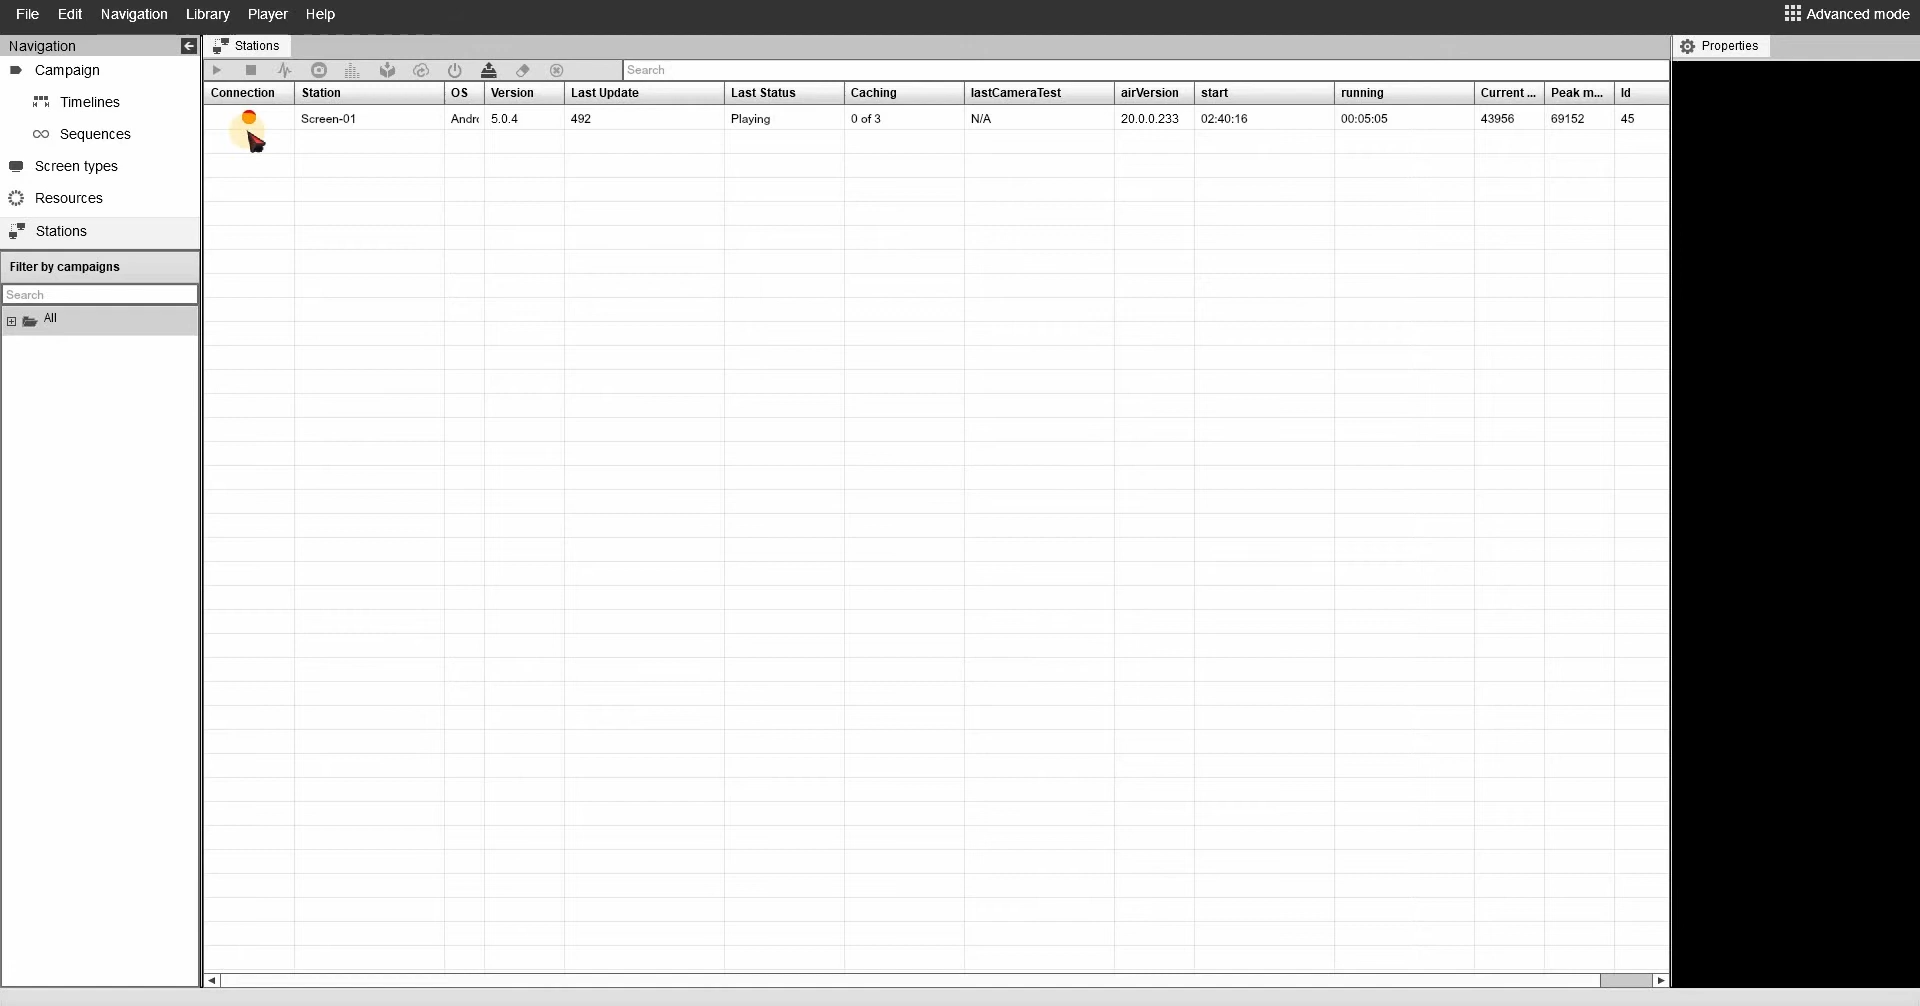 File Edit Navigation Library Player Help Advanced mode
Navigation
Campaign
Timelines
Sequences
Screen types
Resources
Stations
Filter by campaigns
Search
All
Stations
Search
Connection Station OS Version Last Update Last Status Caching lastCameraTest airVersion start running Current ... Peak m... Id
Screen-01 Andrc 5.0.4 492 Playing 0 of 3 N/A 20.0.0.233 02:40:16 00:05:05 43956 69152 45
Properties